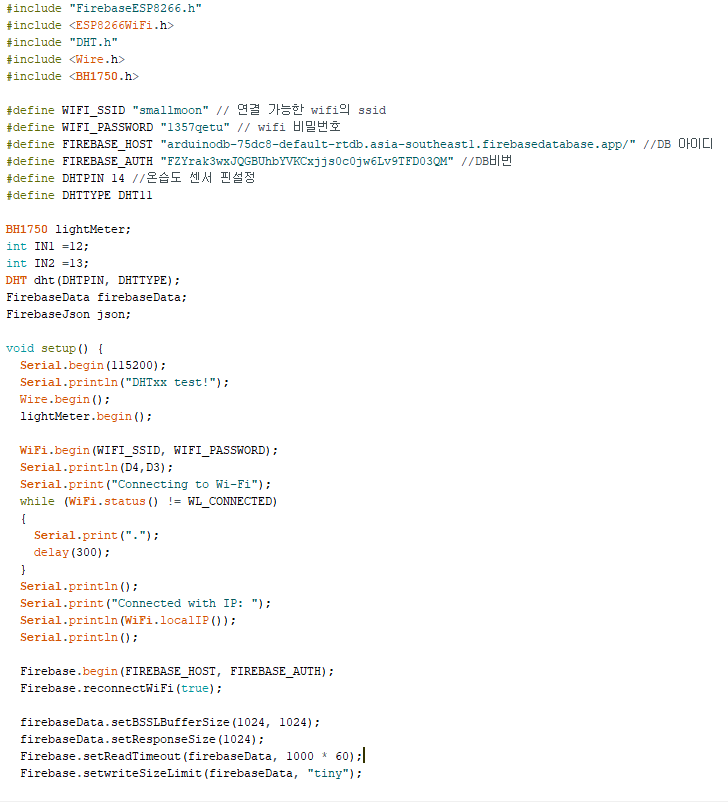 #include "FirebaseESP8266.h"
#include <ESP8266WiFi.h>
#include "DHT.h"
#include <Wire.h>
#include <BH1750.h>
#define WIFI_SSID "smallmoon" // 연결 가능한 wifi의 ssid
#define WIFI_PASSWORD "1357qetu" // wifi 비밀번호
#define FIREBASE_HOST "arduinodb-75dc8-default-rtdb.asia-southeast1.firebasedatabase.app/" //DB 아이디
#define FIREBASE_AUTH "FZYrak3wxJQGBUhbYVKCxjjs0c0jw6Lv9TFD03QM" //DB비번
#define DHTPIN 14 //온습도 센서 핀설정
#define DHTTYPE DHT11
BH1750 lightMeter;
int IN1 =12;
int IN2 =13;
DHT dht(DHTPIN, DHTTYPE);
FirebaseData firebaseData;
FirebaseJson json;
void setup() {
  Serial.begin(115200);
  Serial.println("DHTxx test!");
  Wire.begin();
  lightMeter.begin();
  WiFi.begin(WIFI_SSID, WIFI_PASSWORD);
  Serial.println(D4,D3);
  Serial.print("Connecting to Wi-Fi");
  while (WiFi.status() != WL_CONNECTED)
  {
    Serial.print(".");
    delay(300);
  }
  Serial.println();
  Serial.print("Connected with IP: ");
  Serial.println(WiFi.localIP());
  Serial.println();
  Firebase.begin(FIREBASE_HOST, FIREBASE_AUTH);
  Firebase.reconnectWiFi(true);
  firebaseData.setBSSLBufferSize(1024, 1024);
  firebaseData.setResponseSize(1024);
  Firebase.setReadTimeout(firebaseData, 1000 * 60);
  Firebase.setwriteSizeLimit(firebaseData, "tiny");